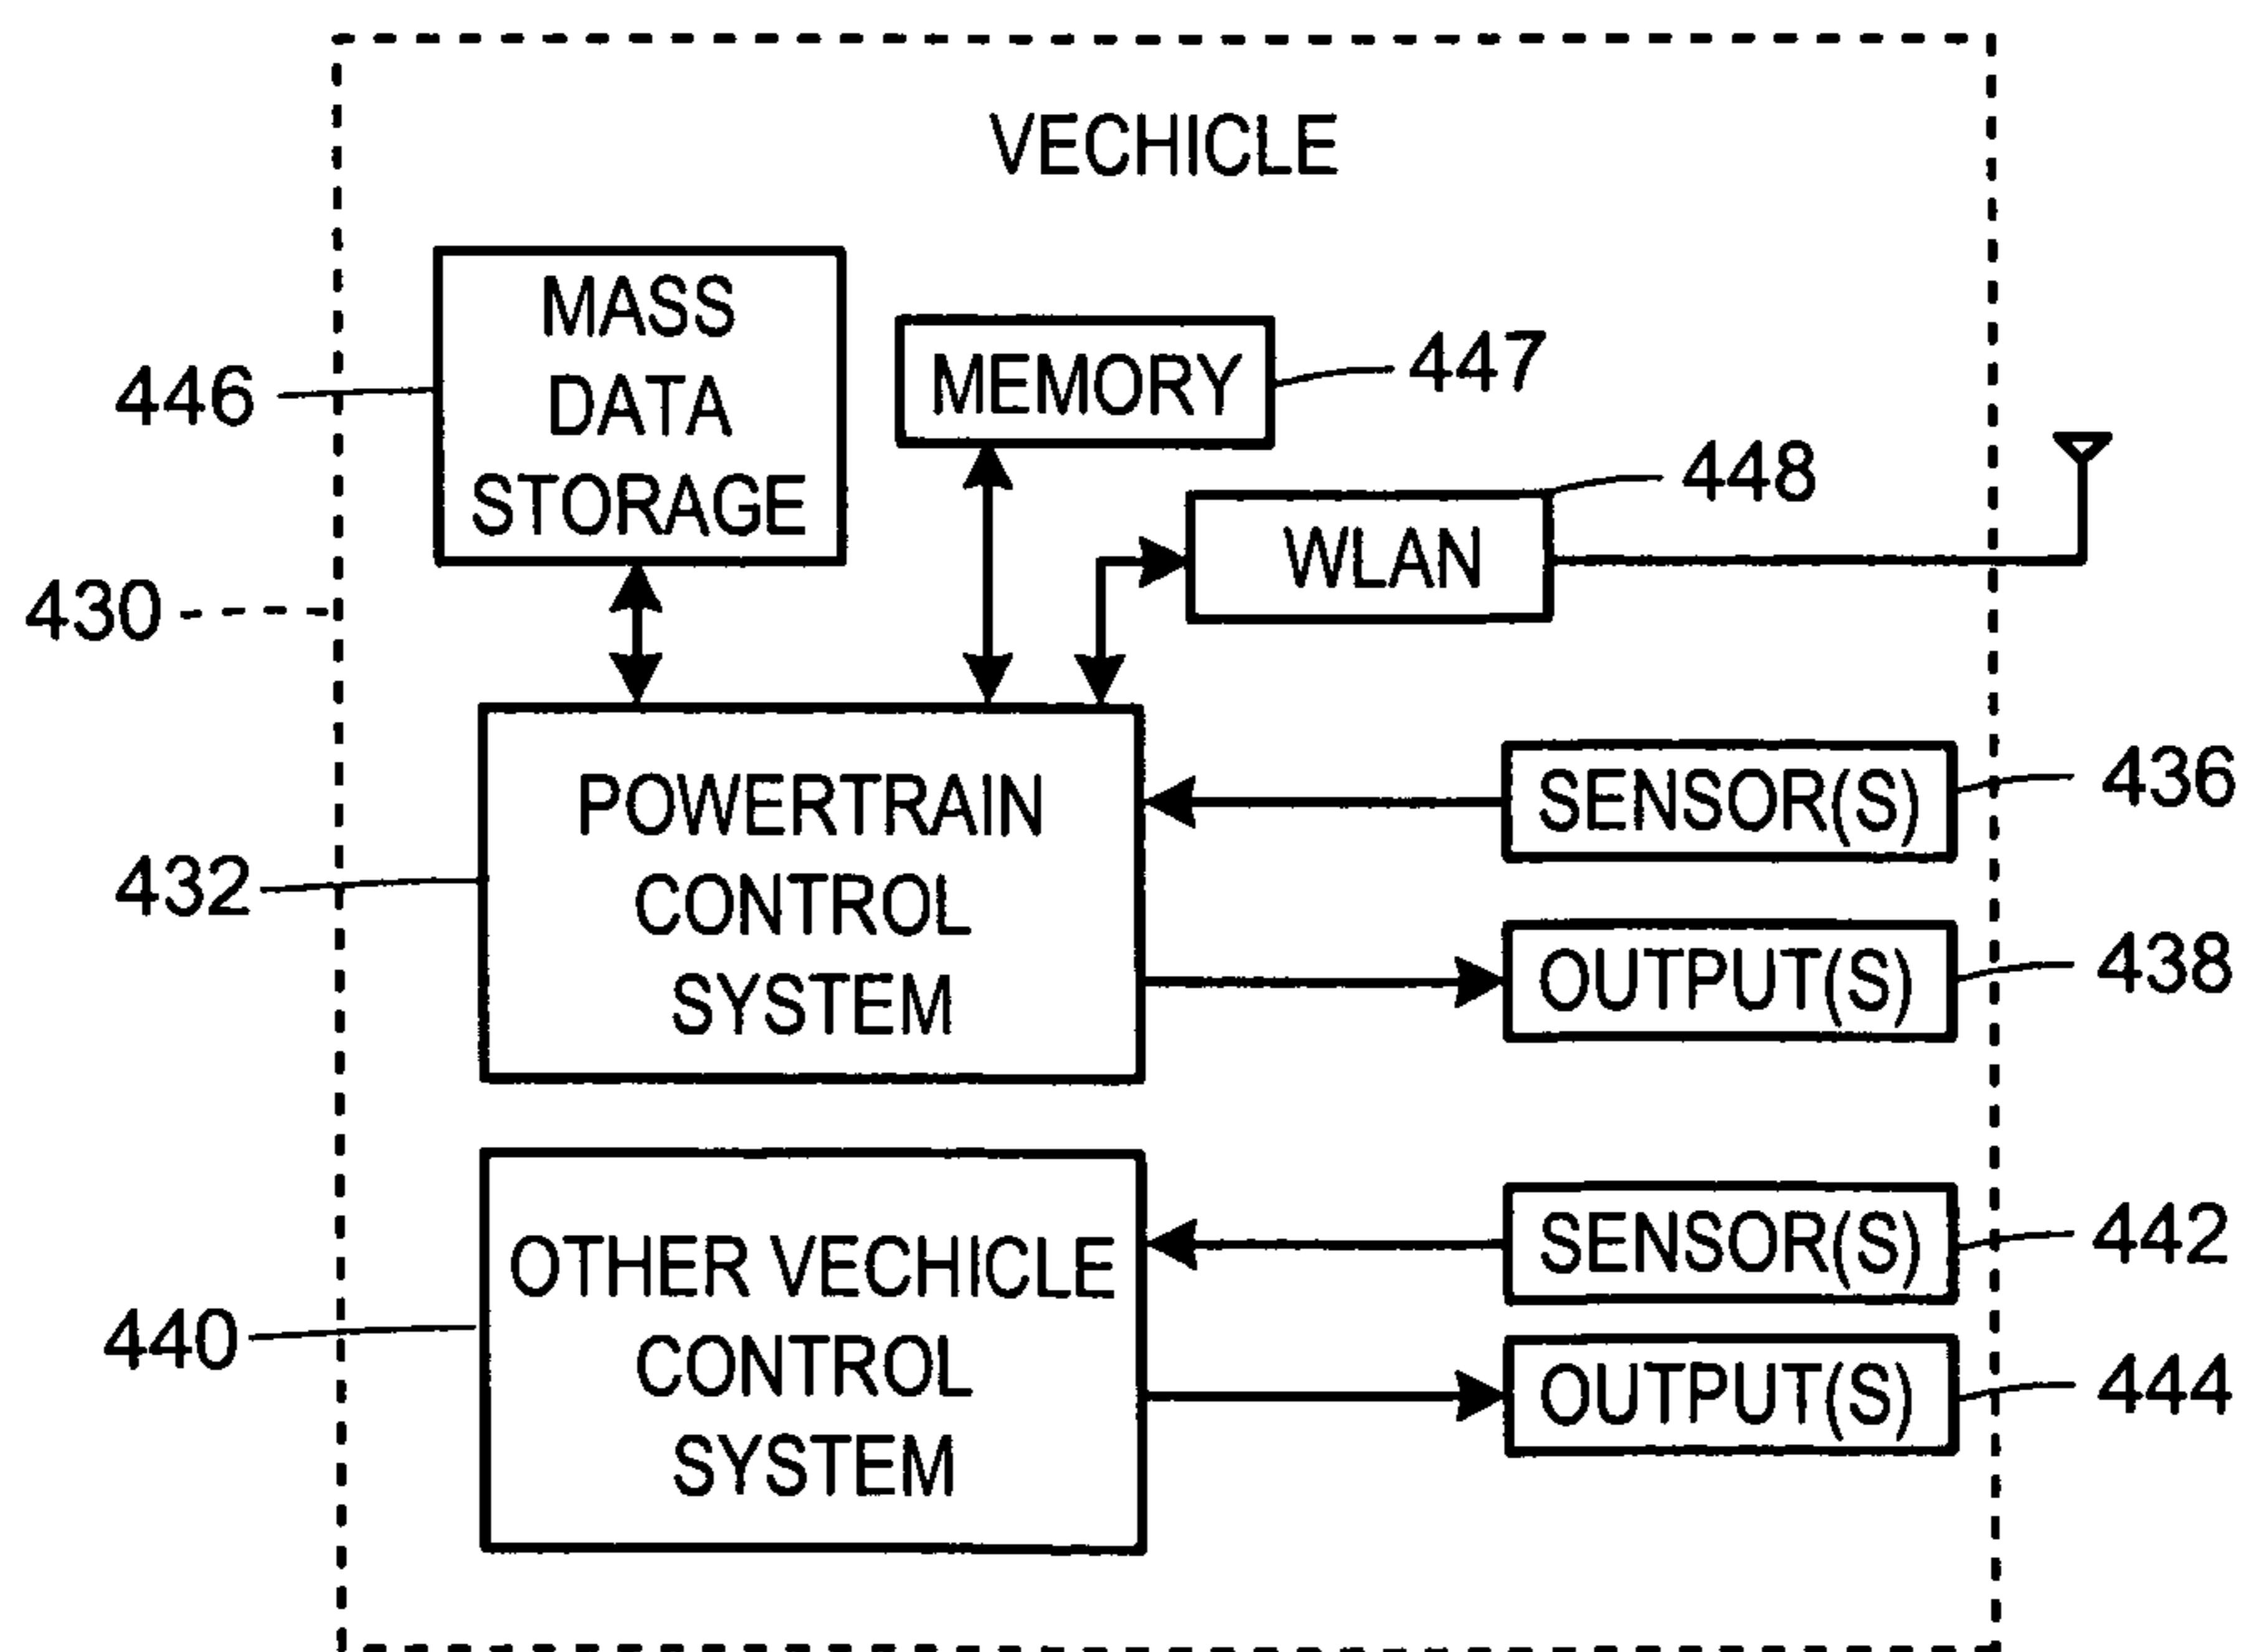 VECHICLE
MASS
DATA
STORAGE
446
MEMORY
447
WLAN
448
430
POWERTRAIN
CONTROL
SYSTEM
432
SENSOR(S)
436
OUTPUT(S)
438
OTHER VECHICLE
CONTROL
SYSTEM
440
SENSOR(S)
442
OUTPUT(S)
444